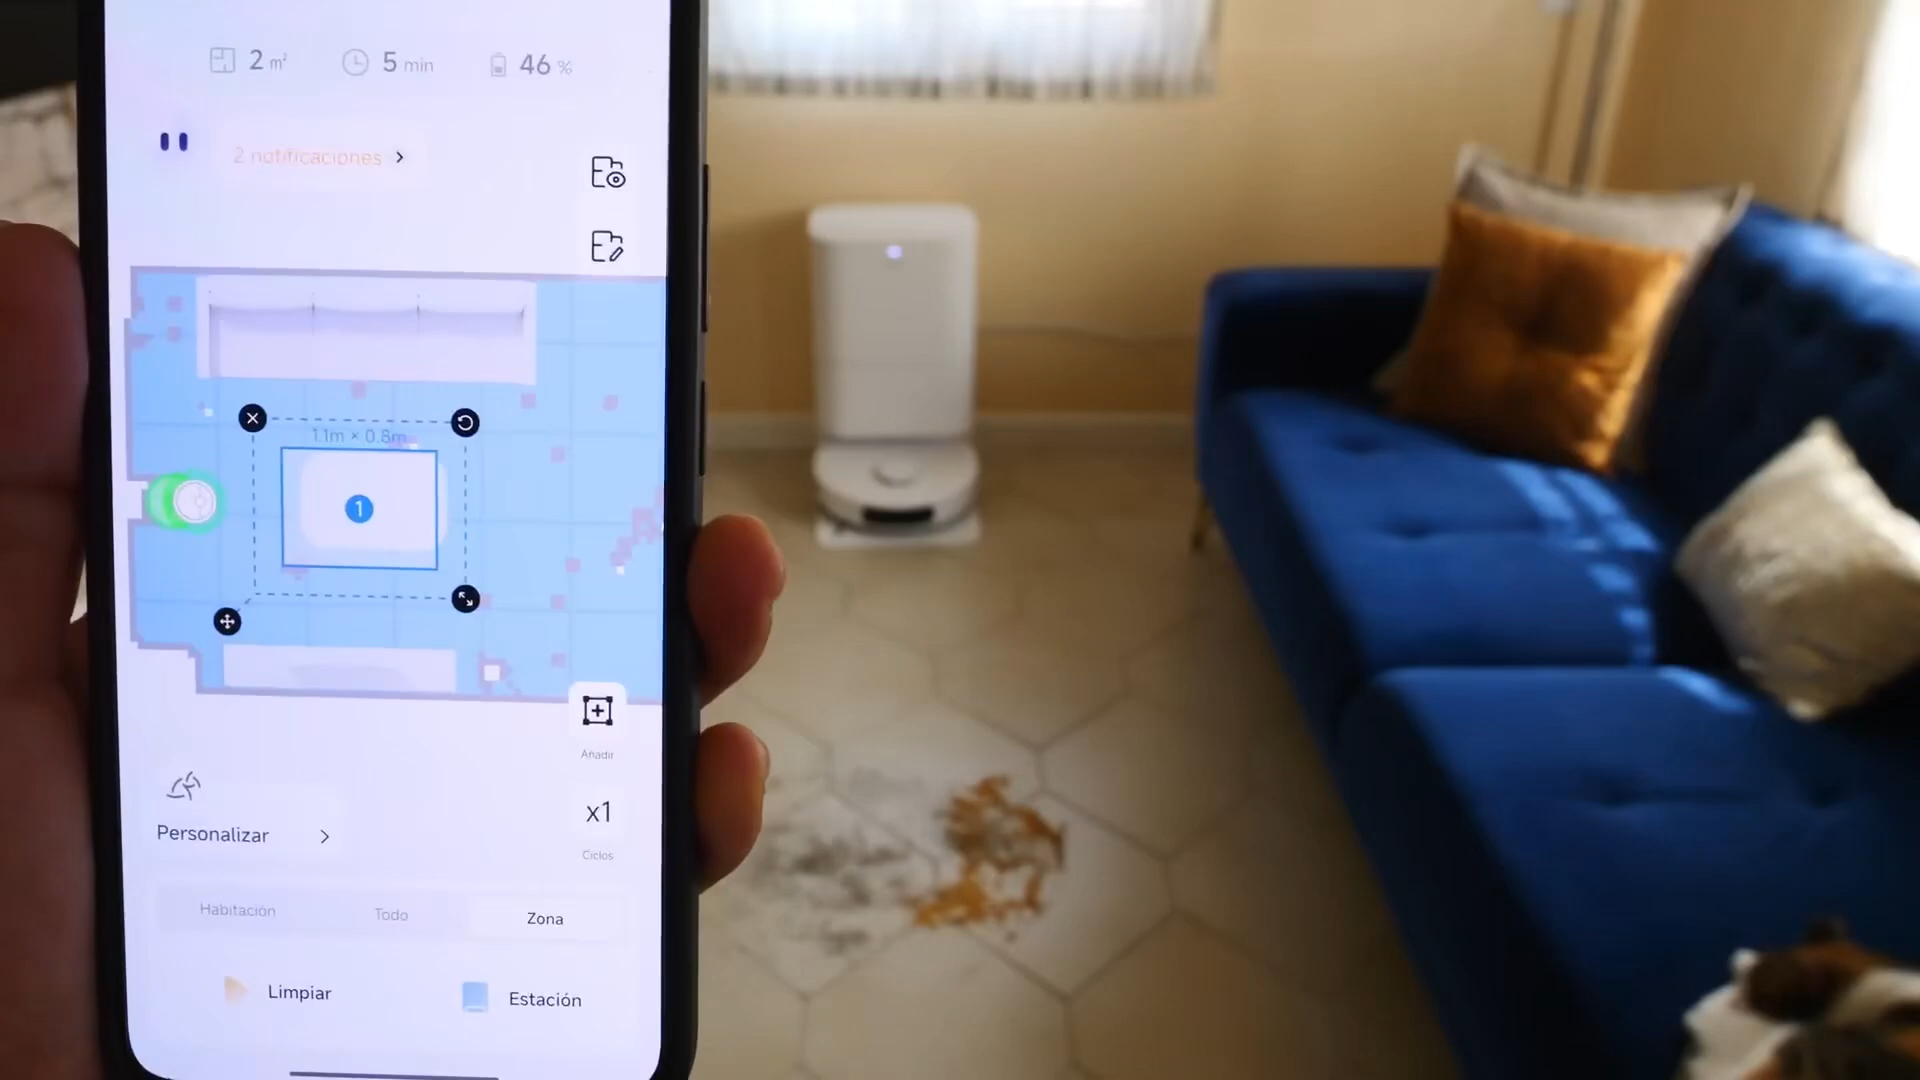 2 m²
5 min
46 %
2 notificaciones >
1.1m × 0.8m
1
Añadir
x1
Ciclos
Personalizar >
Habitación
Todo
Zona
Limpiar
Estación